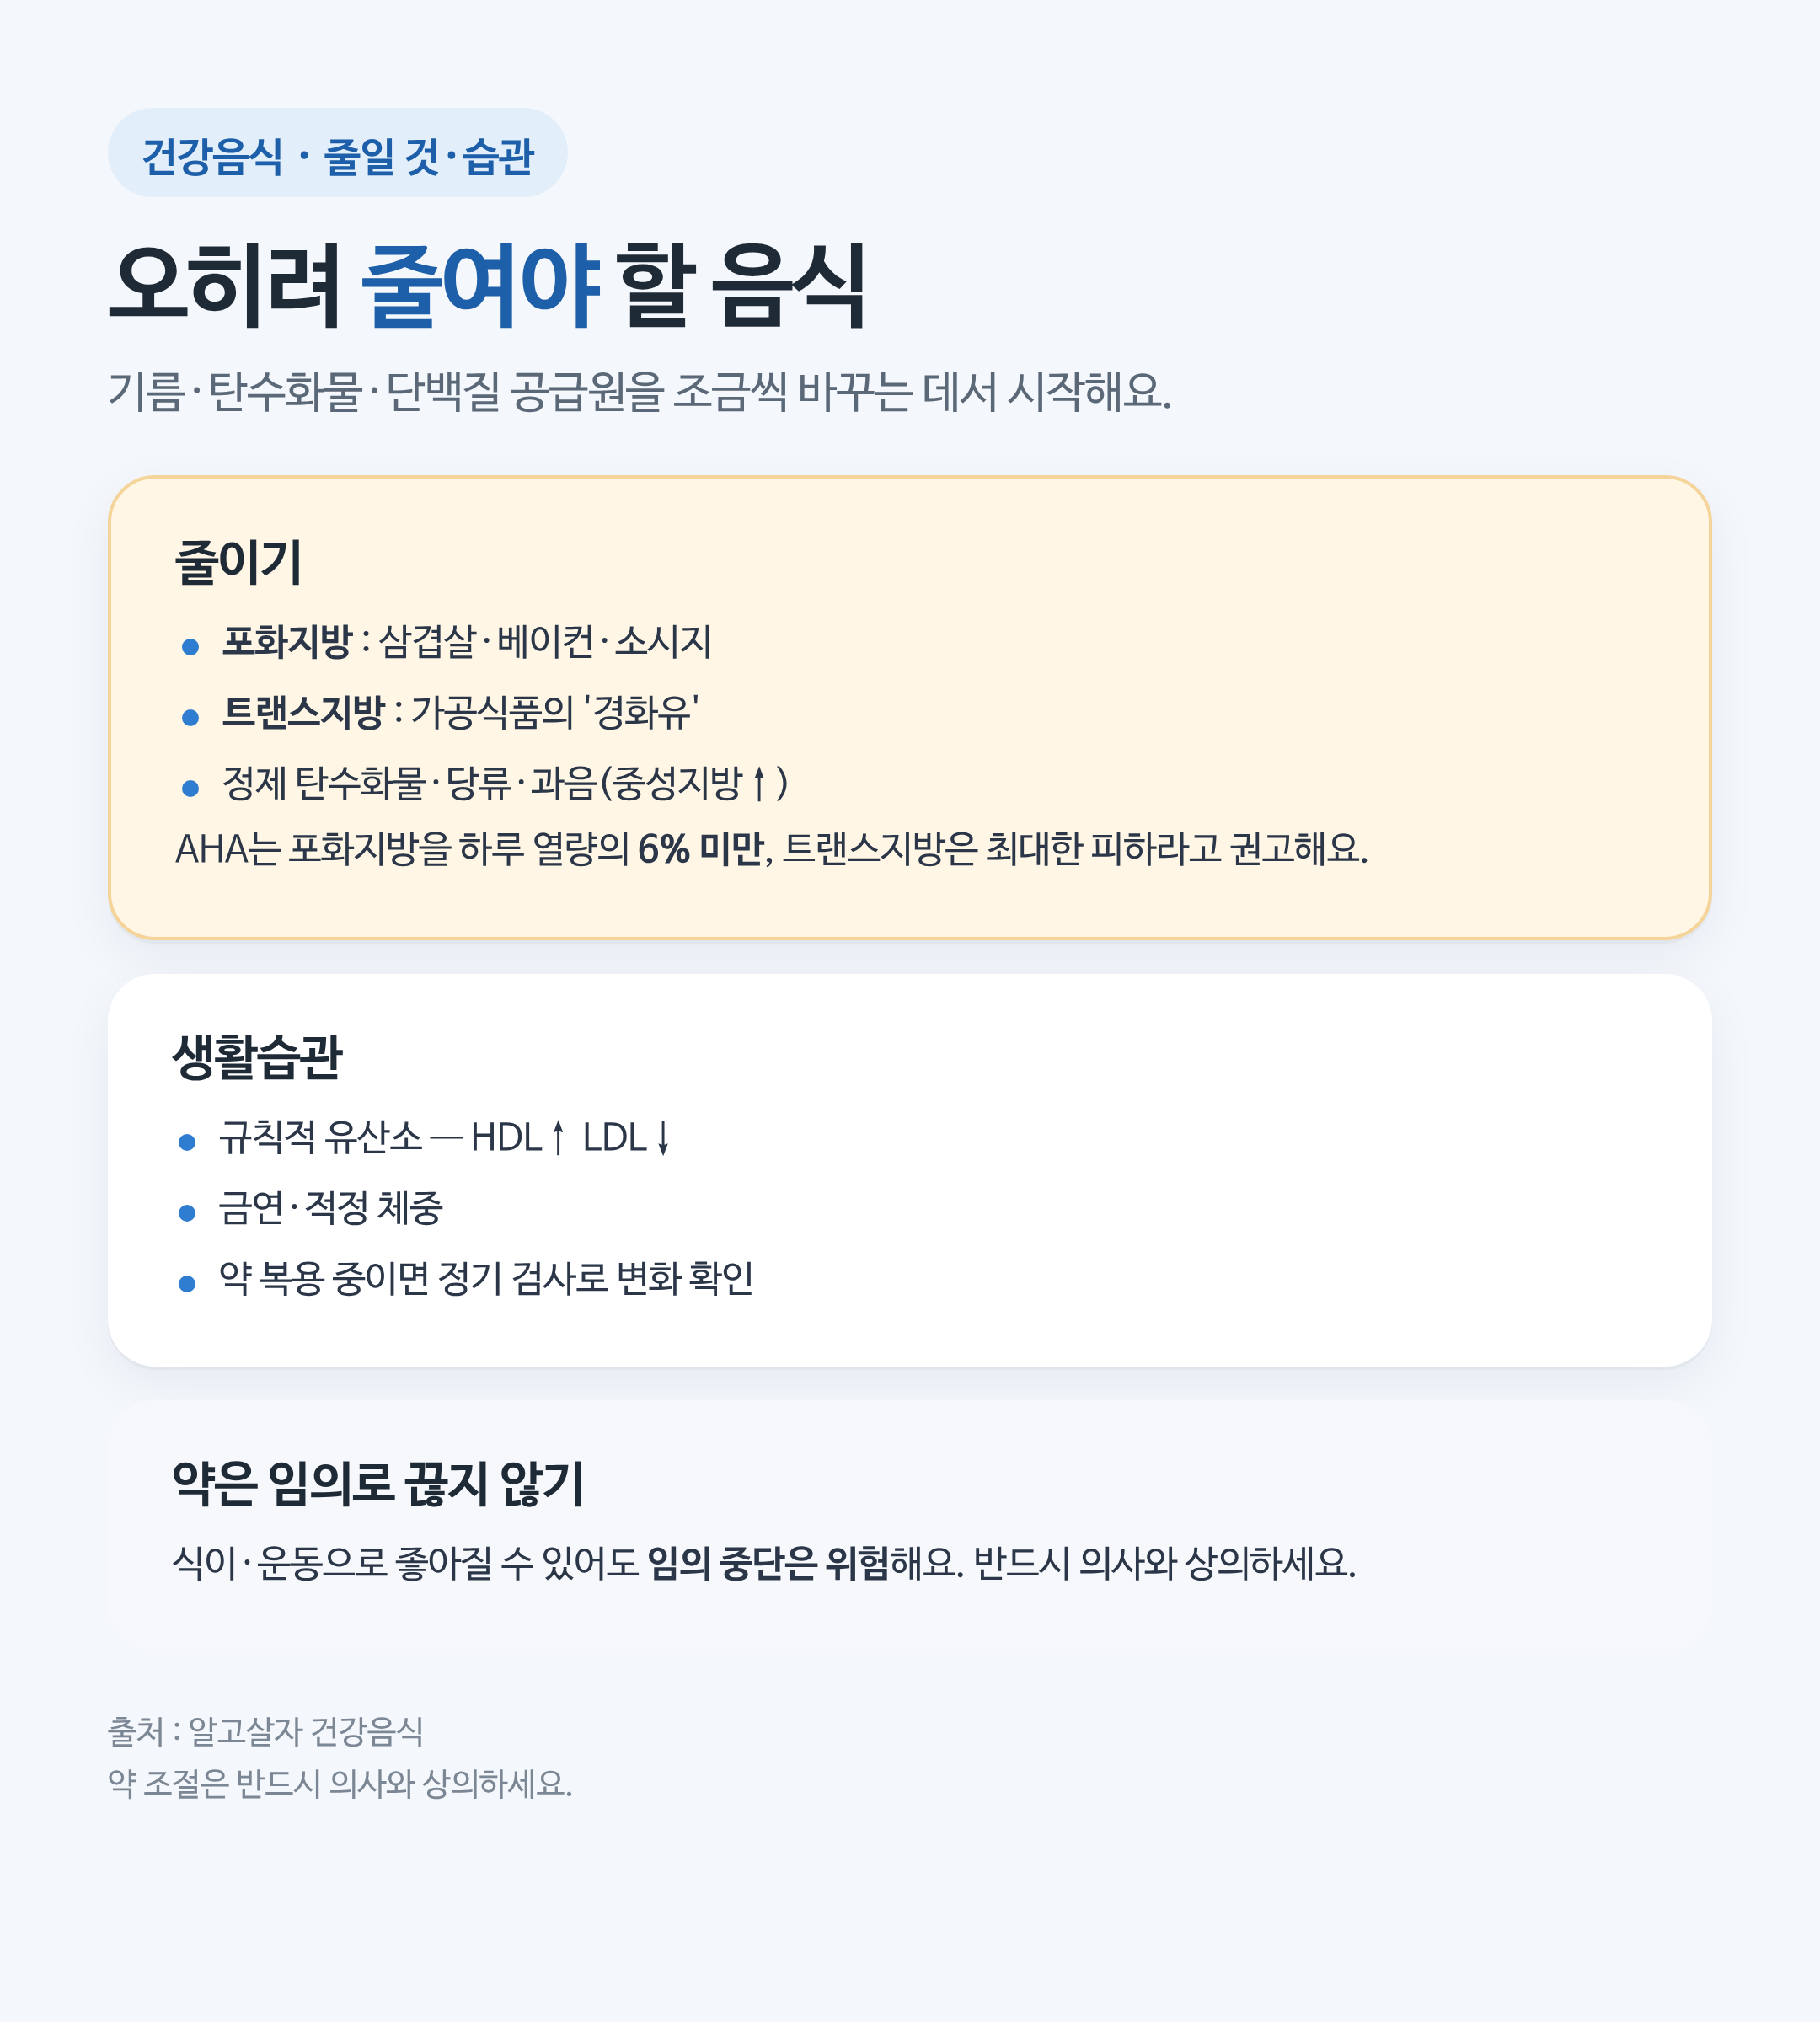 건강음식 · 줄일 것·습관
오히려 줄여야 할 음식
기름·탄수화물·단백질 공급원을 조금씩 바꾸는 데서 시작해요.
줄이기
포화지방 : 삼겹살·베이컨·소시지
트랜스지방 : 가공식품의 '경화유'
정제 탄수화물·당류·과음(중성지방↑)
AHA는 포화지방을 하루 열량의 6% 미만, 트랜스지방은 최대한 피하라고 권고해요.
생활습관
규칙적 유산소 — HDL↑ LDL↓
금연·적정 체중
약 복용 중이면 정기 검사로 변화 확인
약은 임의로 끊지 않기
식이·운동으로 좋아질 수 있어도 임의 중단은 위험해요. 반드시 의사와 상의하세요.
출처 : 알고살자 건강음식
약 조절은 반드시 의사와 상의하세요.